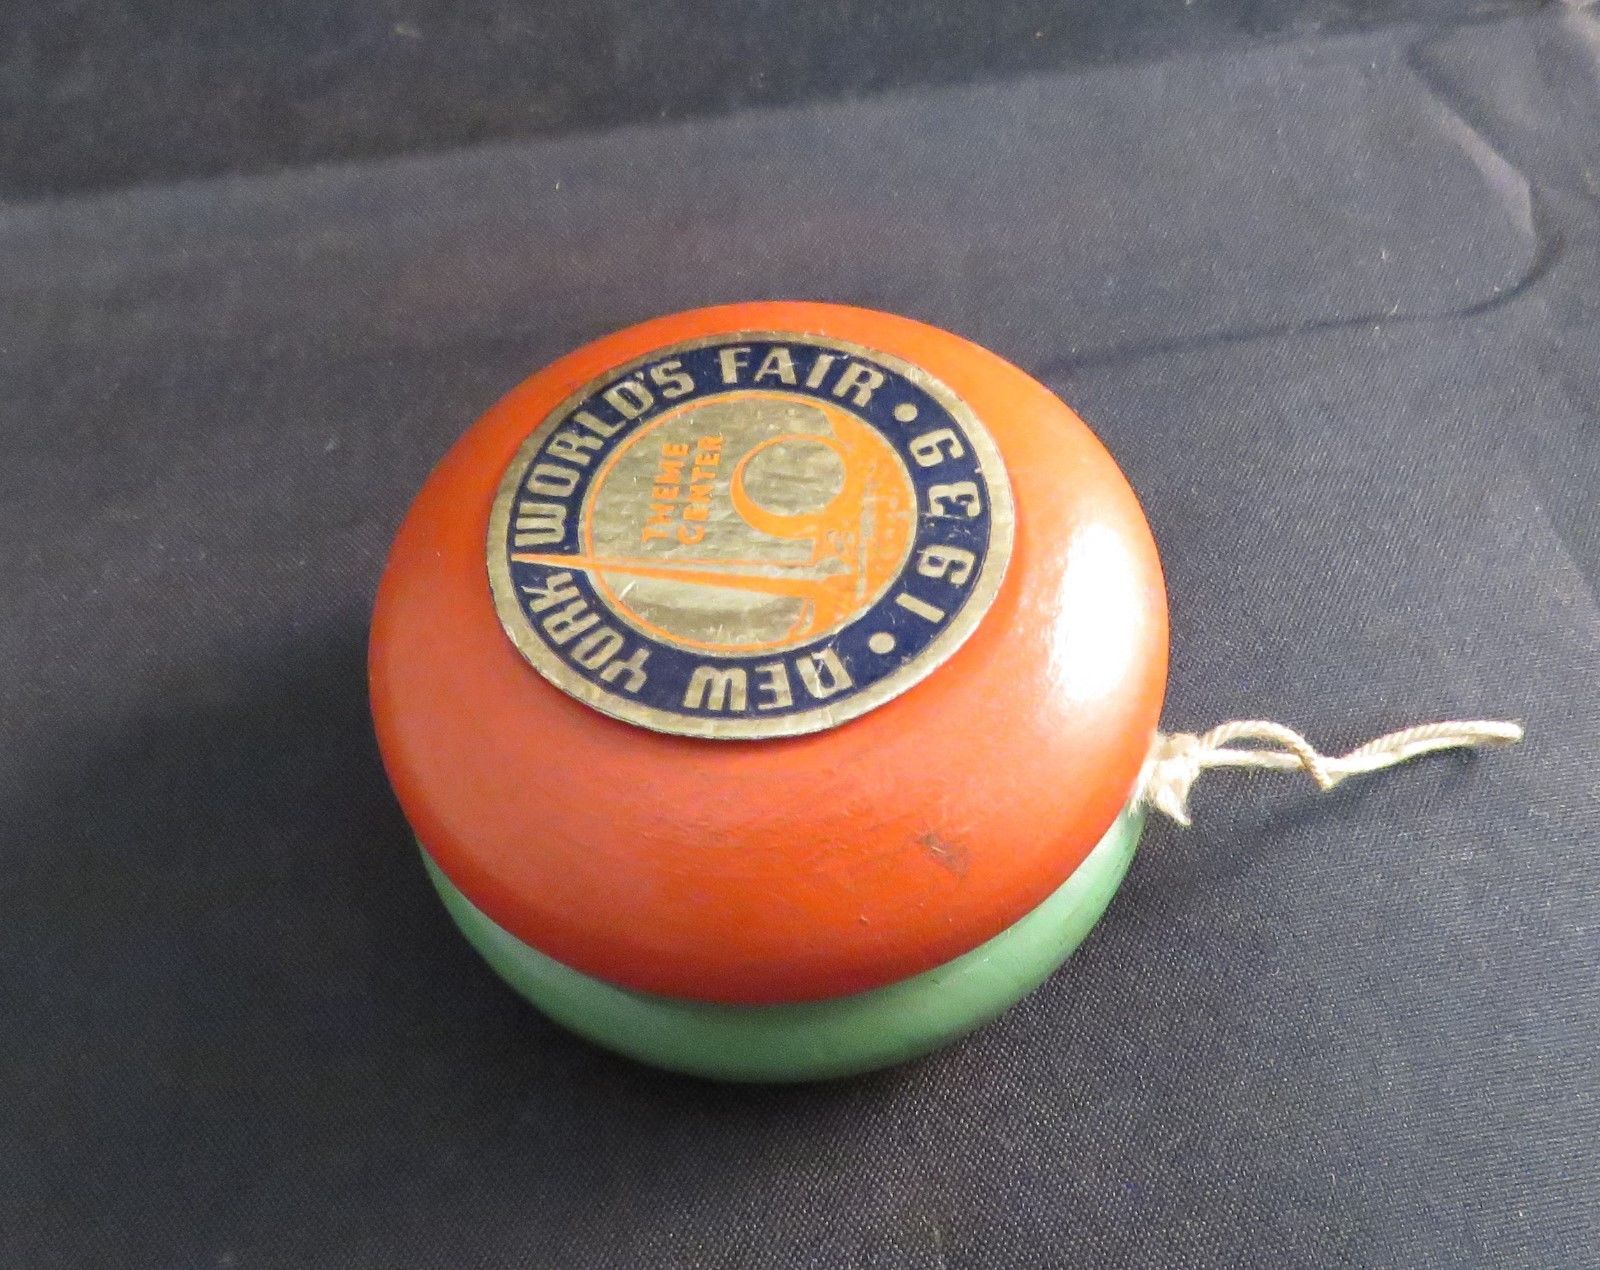 NEW YORK WORLD'S FAIR • 1939 •
THEME
CENTER